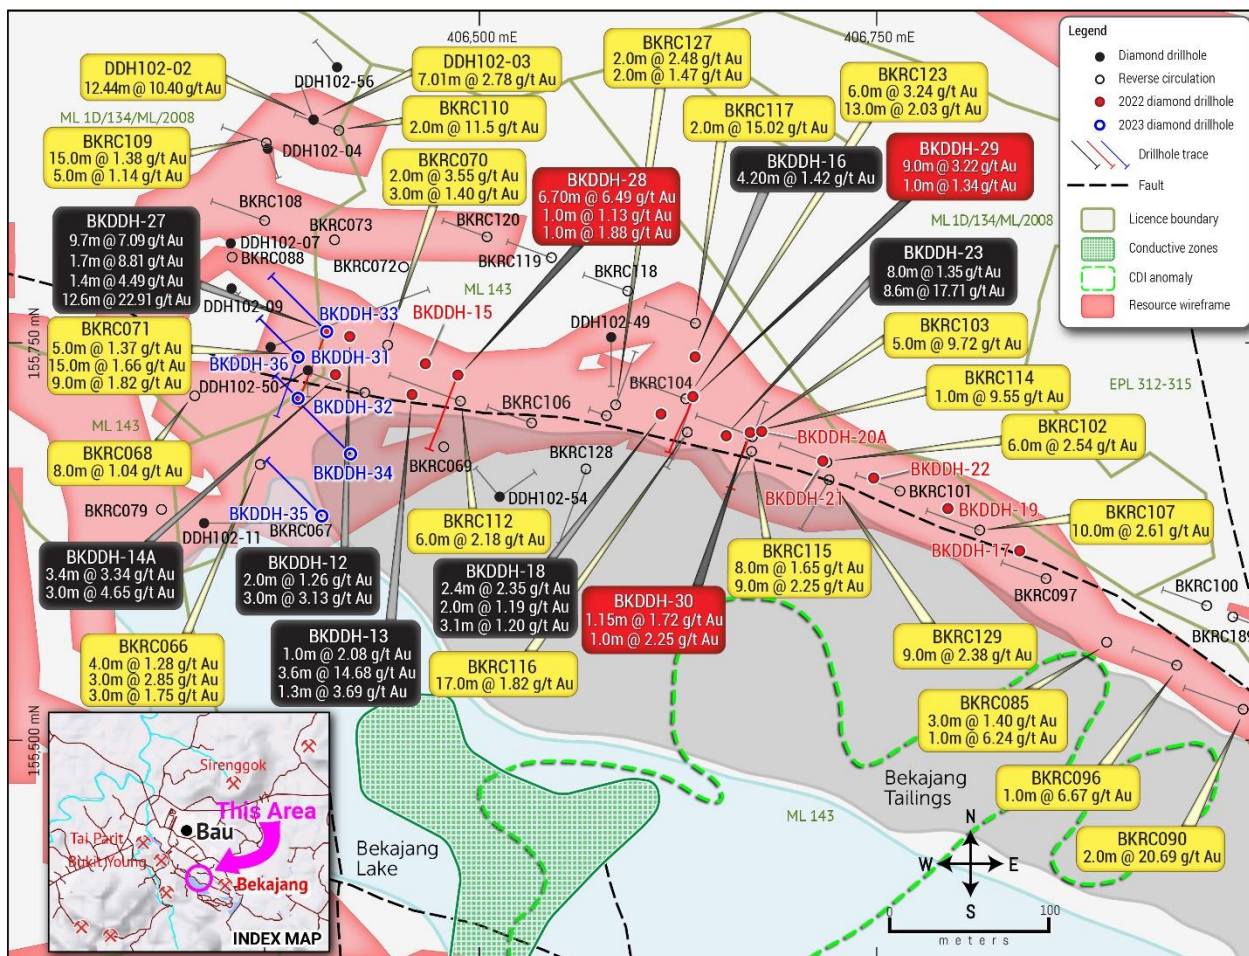 406,500 mE
406,750 mE
155,750 mN
155,500 mN
Legend
Diamond drillhole
Reverse circulation
2022 diamond drillhole
2023 diamond drillhole
Drillhole trace
Fault
Licence boundary
Conductive zones
CDI anomaly
Resource wireframe
DDH102-02
12.44m @ 10.40 g/t Au
DDH102-56
DDH102-03
7.01m @ 2.78 g/t Au
BKRC110
2.0m @ 11.5 g/t Au
BKRC127
2.0m @ 2.48 g/t Au
2.0m @ 1.47 g/t Au
BKRC117
2.0m @ 15.02 g/t Au
BKRC123
6.0m @ 3.24 g/t Au
13.0m @ 2.03 g/t Au
ML 1D/134/ML/2008
BKRC109
15.0m @ 1.38 g/t Au
5.0m @ 1.14 g/t Au
DDH102-04
BKRC070
2.0m @ 3.55 g/t Au
3.0m @ 1.40 g/t Au
BKDDH-28
6.70m @ 6.49 g/t Au
1.0m @ 1.13 g/t Au
1.0m @ 1.88 g/t Au
BKDDH-16
4.20m @ 1.42 g/t Au
BKDDH-29
9.0m @ 3.22 g/t Au
1.0m @ 1.34 g/t Au
ML 1D/134/ML/2008
BKDDH-27
9.7m @ 7.09 g/t Au
1.7m @ 8.81 g/t Au
1.4m @ 4.49 g/t Au
12.6m @ 22.91 g/t Au
BKRC108
BKRC073
DDH102-07
BKRC088
BKRC072
BKRC120
BKRC119
BKRC118
BKDDH-23
8.0m @ 1.35 g/t Au
8.6m @ 17.71 g/t Au
DDH102-09
ML 143
BKDDH-33
BKDDH-15
DDH102-49
BKRC071
5.0m @ 1.37 g/t Au
15.0m @ 1.66 g/t Au
9.0m @ 1.82 g/t Au
BKDDH-36
BKDDH-31
DDH102-50
BKDDH-32
BKRC106
BKRC104
BKRC103
5.0m @ 9.72 g/t Au
BKRC114
1.0m @ 9.55 g/t Au
EPL 312-315
BKRC102
6.0m @ 2.54 g/t Au
ML 143
BKRC068
8.0m @ 1.04 g/t Au
BKDDH-34
BKRC069
BKRC128
BKDDH-20A
BKDDH-21
BKDDH-22
BKRC101
BKDDH-19
BKRC079
DDH102-11
BKDDH-35
BKRC067
DDH102-54
BKRC107
10.0m @ 2.61 g/t Au
BKDDH-17
BKRC097
BKRC100
BKRC189
BKDDH-14A
3.4m @ 3.34 g/t Au
3.0m @ 4.65 g/t Au
BKDDH-12
2.0m @ 1.26 g/t Au
3.0m @ 3.13 g/t Au
BKRC112
6.0m @ 2.18 g/t Au
BKDDH-18
2.4m @ 2.35 g/t Au
2.0m @ 1.19 g/t Au
3.1m @ 1.20 g/t Au
BKDDH-30
1.15m @ 1.72 g/t Au
1.0m @ 2.25 g/t Au
BKRC115
8.0m @ 1.65 g/t Au
9.0m @ 2.25 g/t Au
BKRC066
4.0m @ 1.28 g/t Au
3.0m @ 2.85 g/t Au
3.0m @ 1.75 g/t Au
BKDDH-13
1.0m @ 2.08 g/t Au
3.6m @ 14.68 g/t Au
1.3m @ 3.69 g/t Au
BKRC116
17.0m @ 1.82 g/t Au
BKRC129
9.0m @ 2.38 g/t Au
BKRC085
3.0m @ 1.40 g/t Au
1.0m @ 6.24 g/t Au
BKRC096
1.0m @ 6.67 g/t Au
BKRC090
2.0m @ 20.69 g/t Au
Bekajang
Tailings
ML 143
Bekajang
Lake
N
W
E
S
0
100
meters
Sirenggok
This Area
Bau
Tai Parit
Bukit Young
Bekajang
INDEX MAP